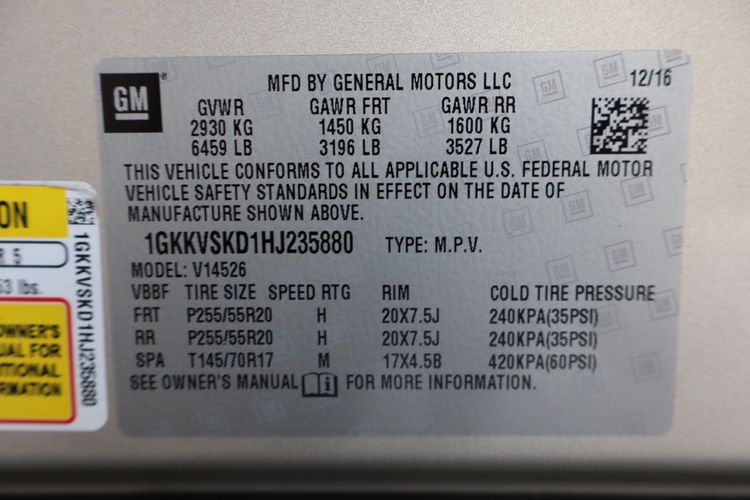 GM
MFD BY GENERAL MOTORS LLC 12/16
GVWR GAWR FRT GAWR RR
2930 KG 1450 KG 1600 KG
6459 LB 3196 LB 3527 LB
THIS VEHICLE CONFORMS TO ALL APPLICABLE U.S. FEDERAL MOTOR
VEHICLE SAFETY STANDARDS IN EFFECT ON THE DATE OF
MANUFACTURE SHOWN ABOVE.
1GKKVSKD1HJ235880 TYPE: M.P.V.
MODEL: V14526
VBBF TIRE SIZE SPEED RTG RIM COLD TIRE PRESSURE
FRT P255/55R20 H 20X7.5J 240KPA(35PSI)
RR P255/55R20 H 20X7.5J 240KPA(35PSI)
SPA T145/70R17 M 17X4.5B 420KPA(60PSI)
SEE OWNER'S MANUAL i FOR MORE INFORMATION.
ON
R 5
53 lbs.
OWNER'S
UAL FOR
ITIONAL
RMATION
1GKKVSKD1HJ235880